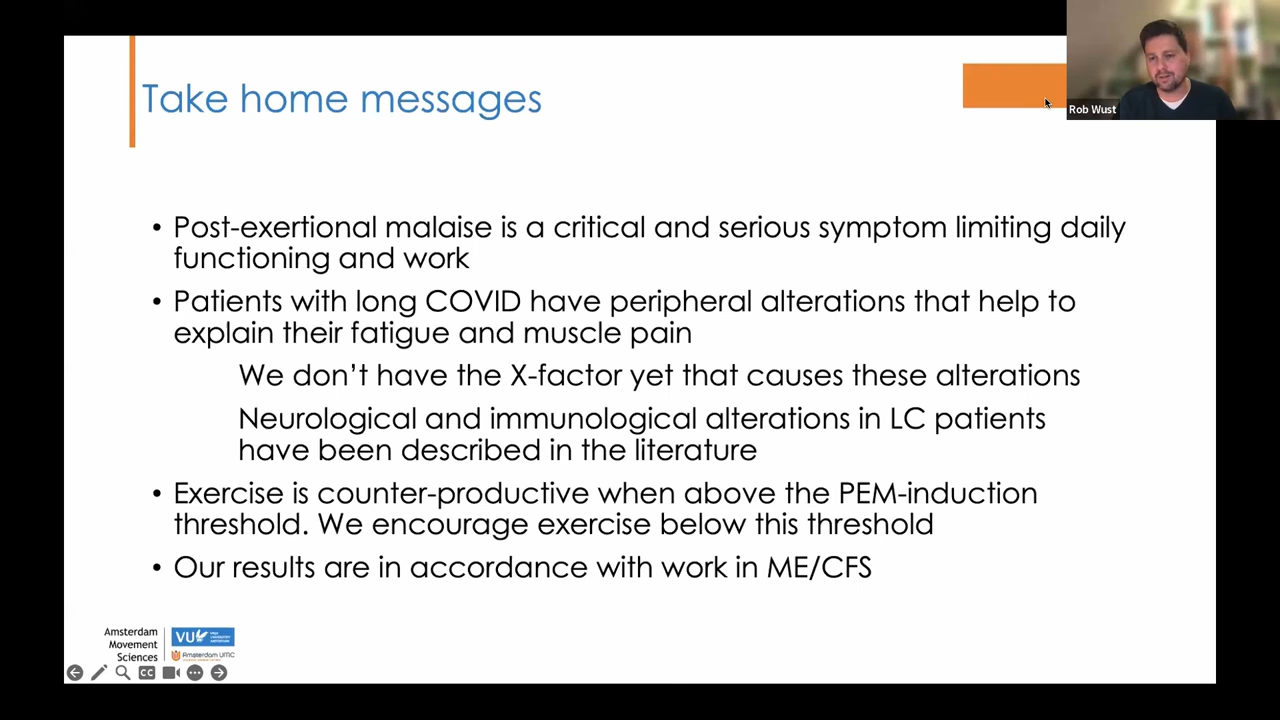 Take home messages
Rob Wust
• Post-exertional malaise is a critical and serious symptom limiting daily
functioning and work
• Patients with long COVID have peripheral alterations that help to
explain their fatigue and muscle pain
We don’t have the X-factor yet that causes these alterations
Neurological and immunological alterations in LC patients
have been described in the literature
• Exercise is counter-productive when above the PEM-induction
threshold. We encourage exercise below this threshold
• Our results are in accordance with work in ME/CFS
Amsterdam
Movement
Sciences
VU
Amsterdam UMC
CC